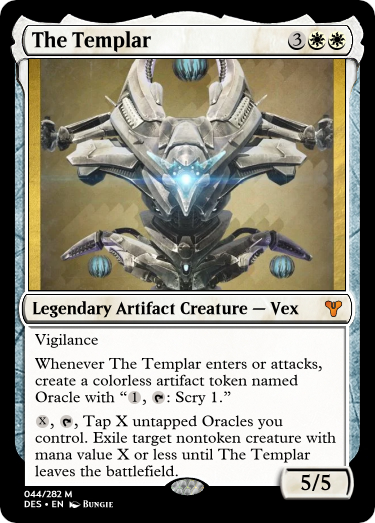 The Templar 3
Legendary Artifact Creature — Vex
Vigilance
Whenever The Templar enters or attacks,
create a colorless artifact token named
Oracle with “1, : Scry 1.”
X, , Tap X untapped Oracles you
control. Exile target nontoken creature with
mana value X or less until The Templar
leaves the battlefield.
5/5
044/282 M
DES • EN Bungie